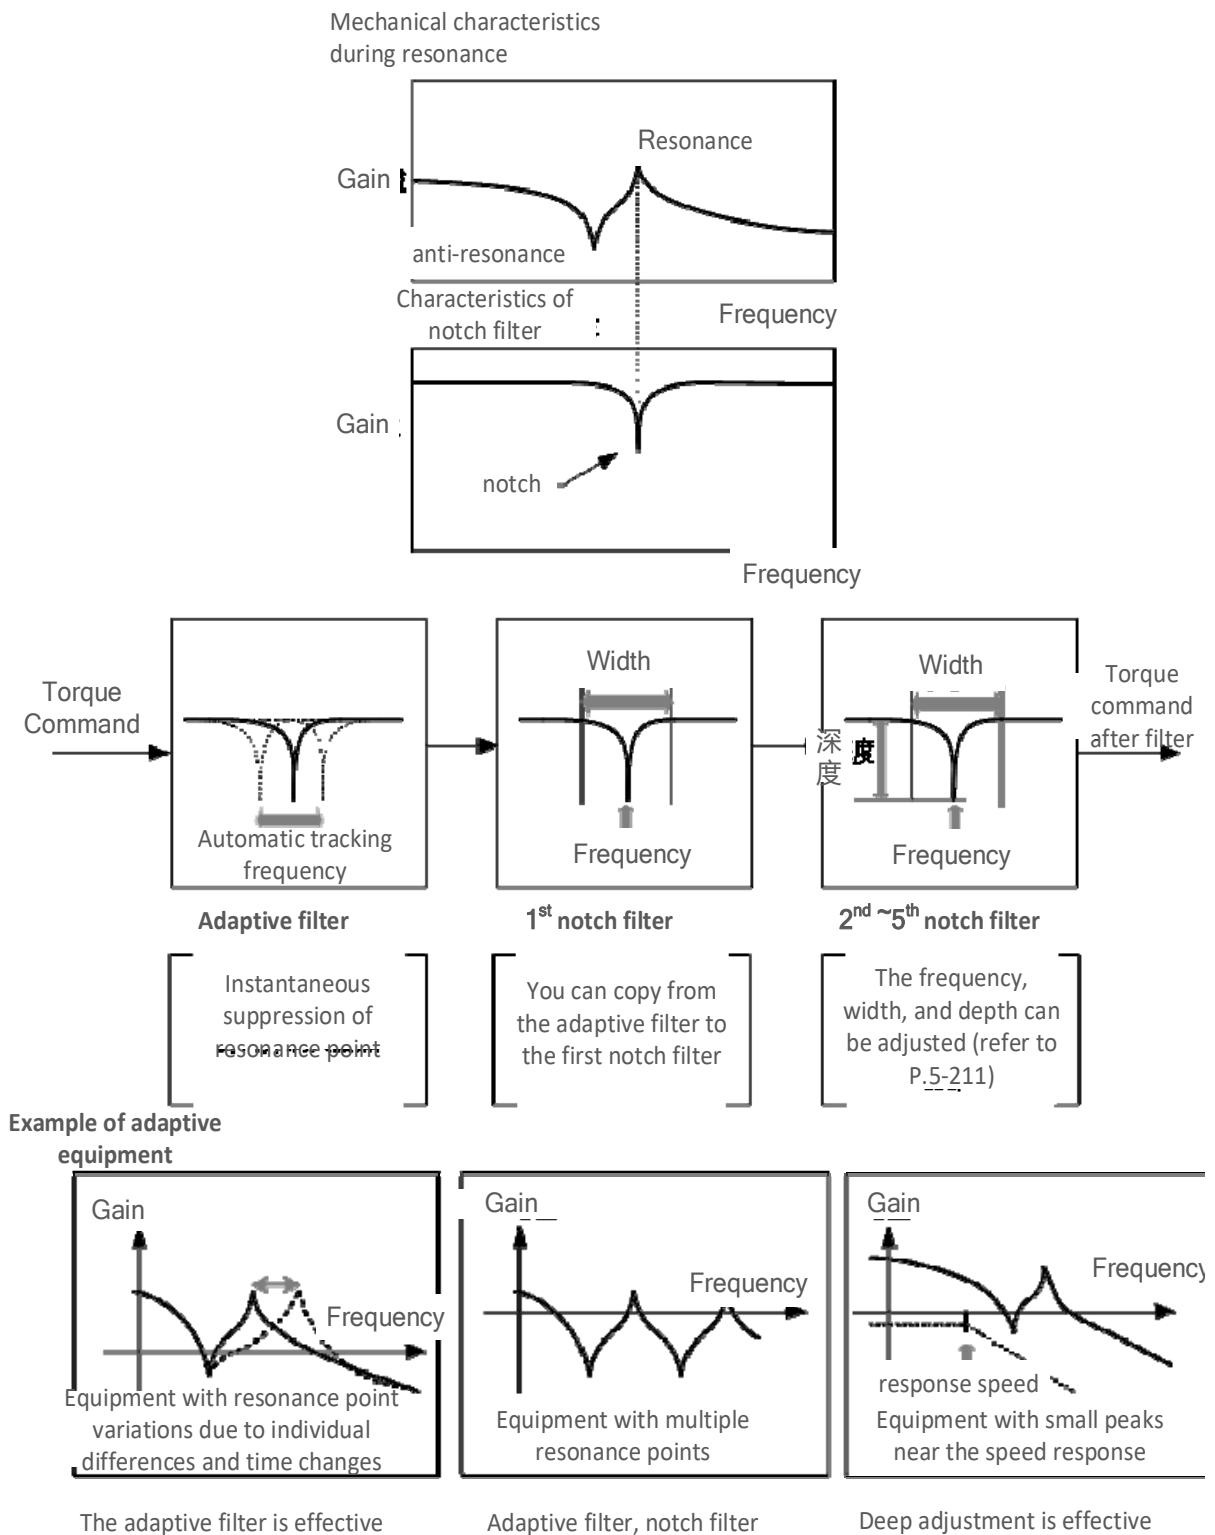 Mechanical characteristics
during resonance
Resonance
Gain
anti-resonance
Characteristics of
notch filter
Frequency
Gain
notch
Frequency
Torque
Command
Automatic tracking
frequency
Width
Frequency
Width
深
度
度
Frequency
Torque
command
after filter
Adaptive filter
1st notch filter
2nd ~5th notch filter
Instantaneous
suppression of
resonance point
You can copy from
the adaptive filter to
the first notch filter
The frequency,
width, and depth can
be adjusted (refer to
P.5-211)
Example of adaptive
equipment
Gain
Frequency
Equipment with resonance point
variations due to individual
differences and time changes
Gain
Frequency
Equipment with multiple
resonance points
Gain
Frequency
response speed
Equipment with small peaks
near the speed response
The adaptive filter is effective
Adaptive filter, notch filter
Deep adjustment is effective